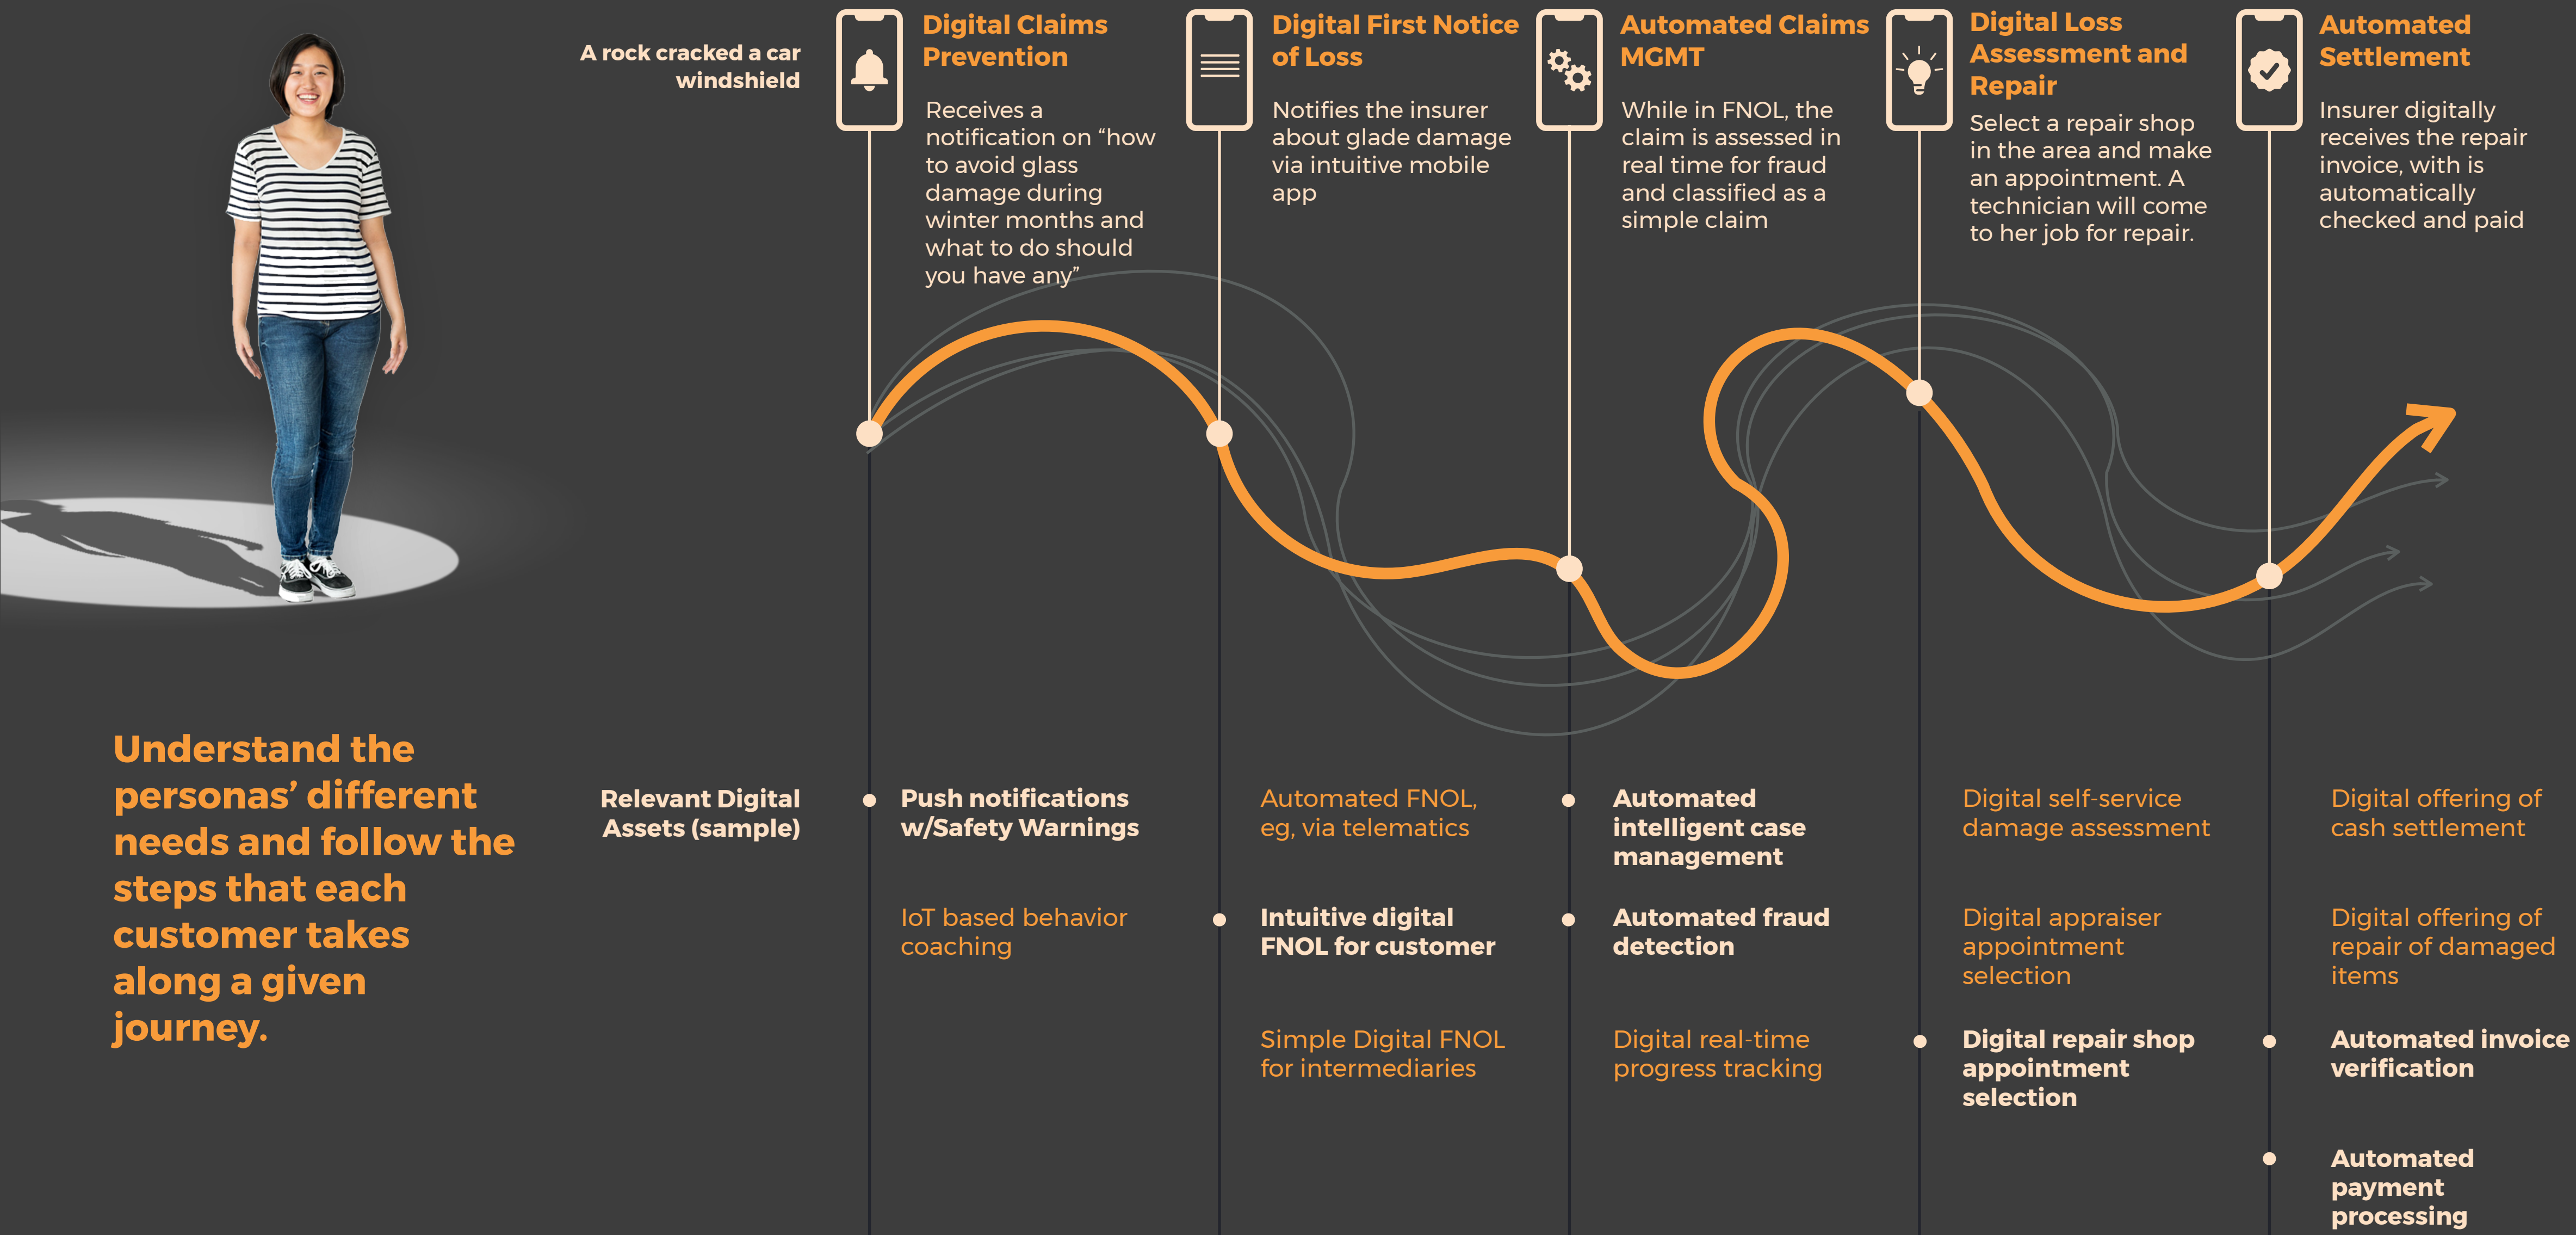 A rock cracked a car
windshield
Digital Claims
Prevention
Receives a
notification on “how
to avoid glass
damage during
winter months and
what to do should
you have any”
Digital First Notice
of Loss
Notifies the insurer
about glade damage
via intuitive mobile
app
Automated Claims
MGMT
While in FNOL, the
claim is assessed in
real time for fraud
and classified as a
simple claim
Digital Loss
Assessment and
Repair
Select a repair shop
in the area and make
an appointment. A
technician will come
to her job for repair.
Automated
Settlement
Insurer digitally
receives the repair
invoice, with is
automatically
checked and paid
Understand the
personas’ different
needs and follow the
steps that each
customer takes
along a given
journey.
Relevant Digital
Assets (sample)
Push notifications
w/Safety Warnings
IoT based behavior
coaching
Automated FNOL,
eg, via telematics
Intuitive digital
FNOL for customer
Simple Digital FNOL
for intermediaries
Automated
intelligent case
management
Automated fraud
detection
Digital real-time
progress tracking
Digital self-service
damage assessment
Digital appraiser
appointment
selection
Digital repair shop
appointment
selection
Digital offering of
cash settlement
Digital offering of
repair of damaged
items
Automated invoice
verification
Automated
payment
processing